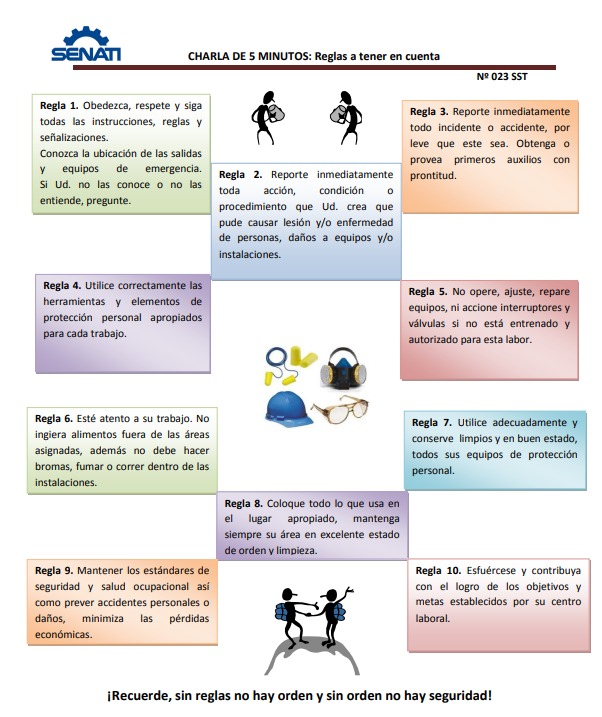 SENATI
CHARLA DE 5 MINUTOS: Reglas a tener en cuenta
Nº 023 SST
Regla 1. Obedezca, respete y siga
todas las instrucciones, reglas y
señalizaciones.
Conozca la ubicación de las salidas
y equipos de emergencia.
Si Ud. no las conoce o no las
entiende, pregunte.
Regla 2. Reporte inmediatamente
toda acción, condición o
procedimiento que Ud. crea que
pude causar lesión y/o enfermedad
de personas, daños a equipos y/o
instalaciones.
Regla 3. Reporte inmediatamente
todo incidente o accidente, por
leve que este sea. Obtenga o
provea primeros auxilios con
prontitud.
Regla 4. Utilice correctamente las
herramientas y elementos de
protección personal apropiados
para cada trabajo.
Regla 5. No opere, ajuste, repare
equipos, ni accione interruptores y
válvulas si no está entrenado y
autorizado para esta labor.
Regla 6. Esté atento a su trabajo. No
ingiera alimentos fuera de las áreas
asignadas, además no debe hacer
bromas, fumar o correr dentro de las
instalaciones.
Regla 7. Utilice adecuadamente y
conserve limpios y en buen estado,
todos sus equipos de protección
personal.
Regla 8. Coloque todo lo que usa en
el lugar apropiado, mantenga
siempre su área en excelente estado
de orden y limpieza.
Regla 9. Mantener los estándares de
seguridad y salud ocupacional así
como prever accidentes personales o
daños, minimiza las pérdidas
económicas.
Regla 10. Esfuércese y contribuya
con el logro de los objetivos y
metas establecidos por su centro
laboral.
¡Recuerde, sin reglas no hay orden y sin orden no hay seguridad!